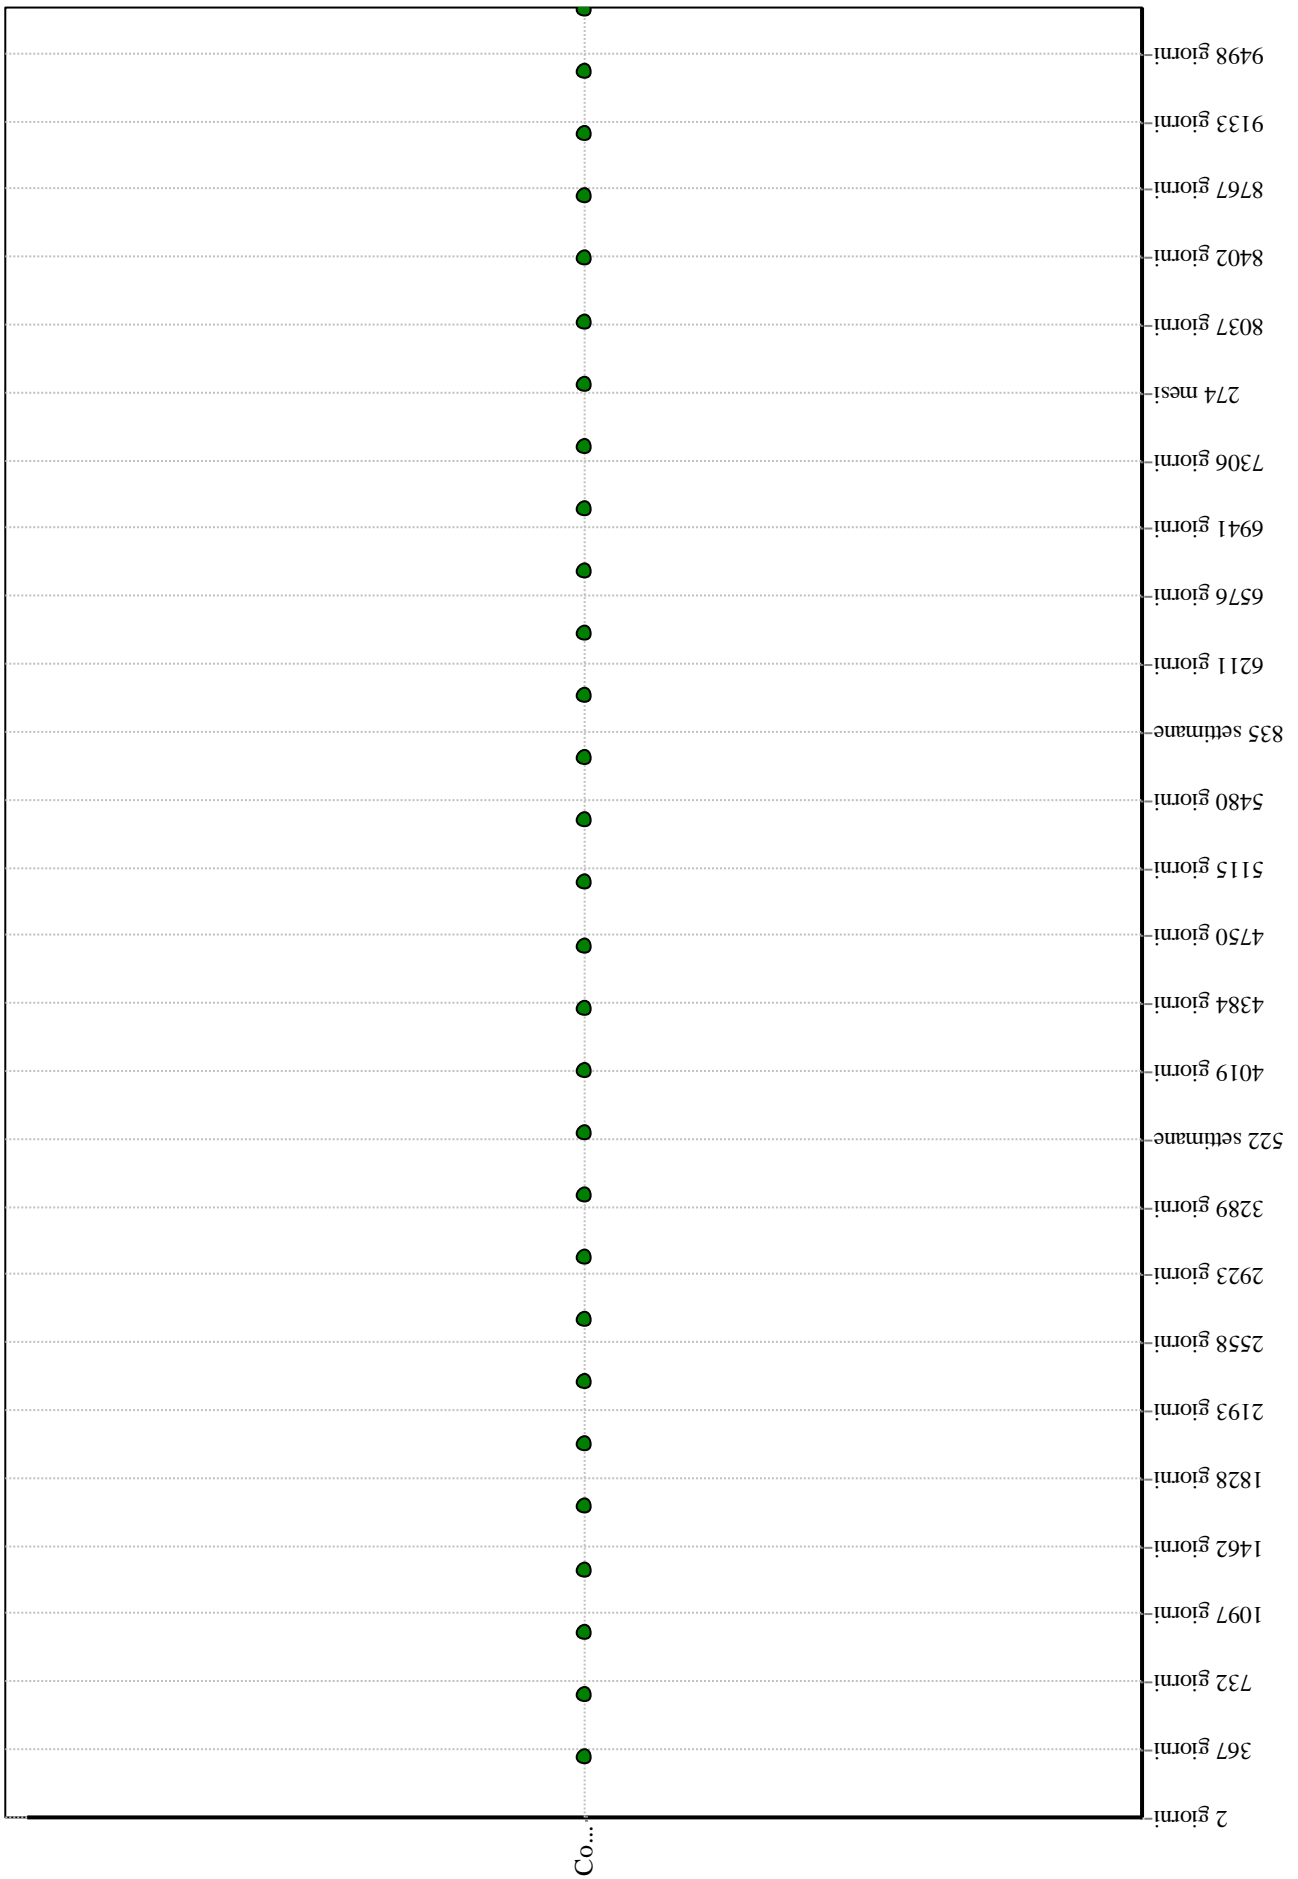 9498 giorni
9133 giorni
8767 giorni
8402 giorni
8037 giorni
274 mesi
7306 giorni
6941 giorni
6576 giorni
6211 giorni
835 settimane
5480 giorni
5115 giorni
4750 giorni
4384 giorni
4019 giorni
522 settimane
3289 giorni
2923 giorni
2558 giorni
2193 giorni
1828 giorni
1462 giorni
1097 giorni
732 giorni
367 giorni
2 giorni
Co...